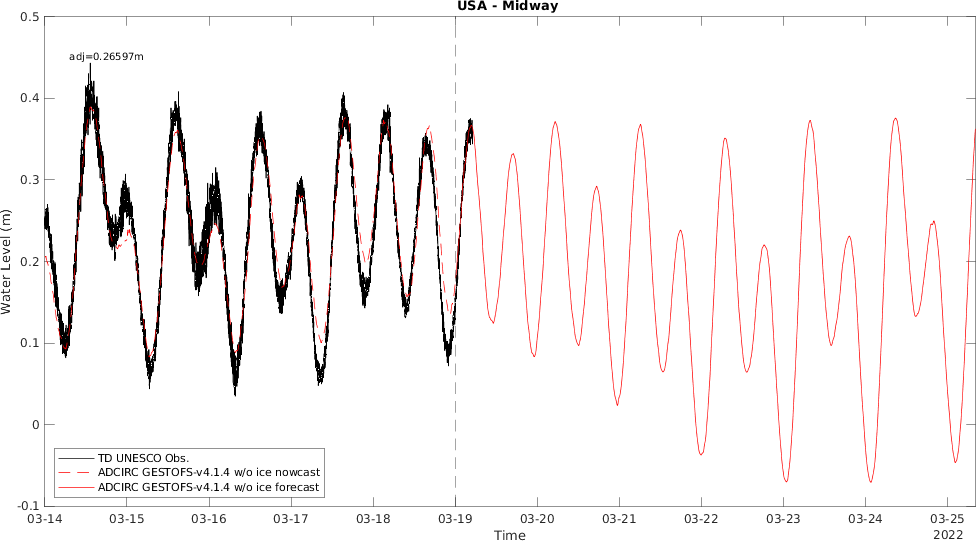 USA - Midway
0.5
adj=0.26597m
0.4
0.3
Water Level (m)
0.2
0.1
0
TD UNESCO Obs.
ADCIRC GESTOFS-v4.1.4 w/o ice nowcast
ADCIRC GESTOFS-v4.1.4 w/o ice forecast
-0.1
03-14 03-15 03-16 03-17 03-18 03-19 03-20 03-21 03-22 03-23 03-24 03-25
Time
2022